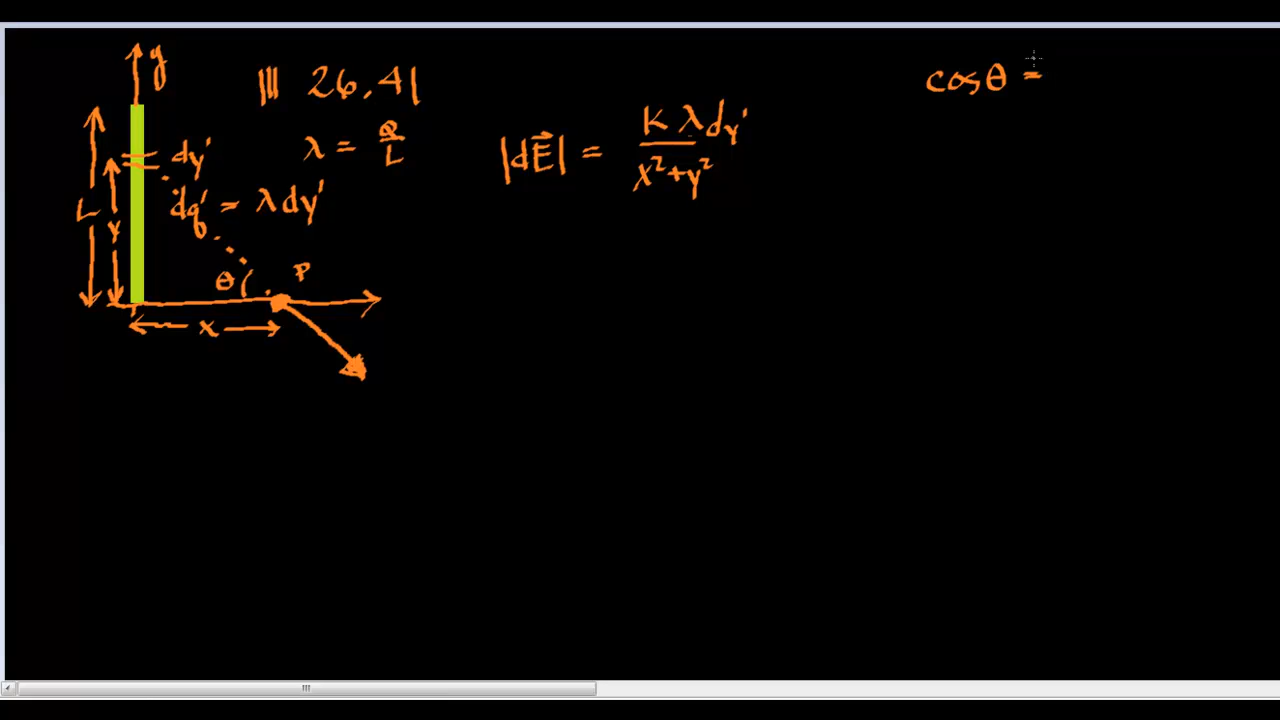 y
||| 26.41
cosθ =
λ = Q/L
|dE⃗| = Kλdy' / x²+y²
dy'
dq' = λdy'
L
y
θ
P
x